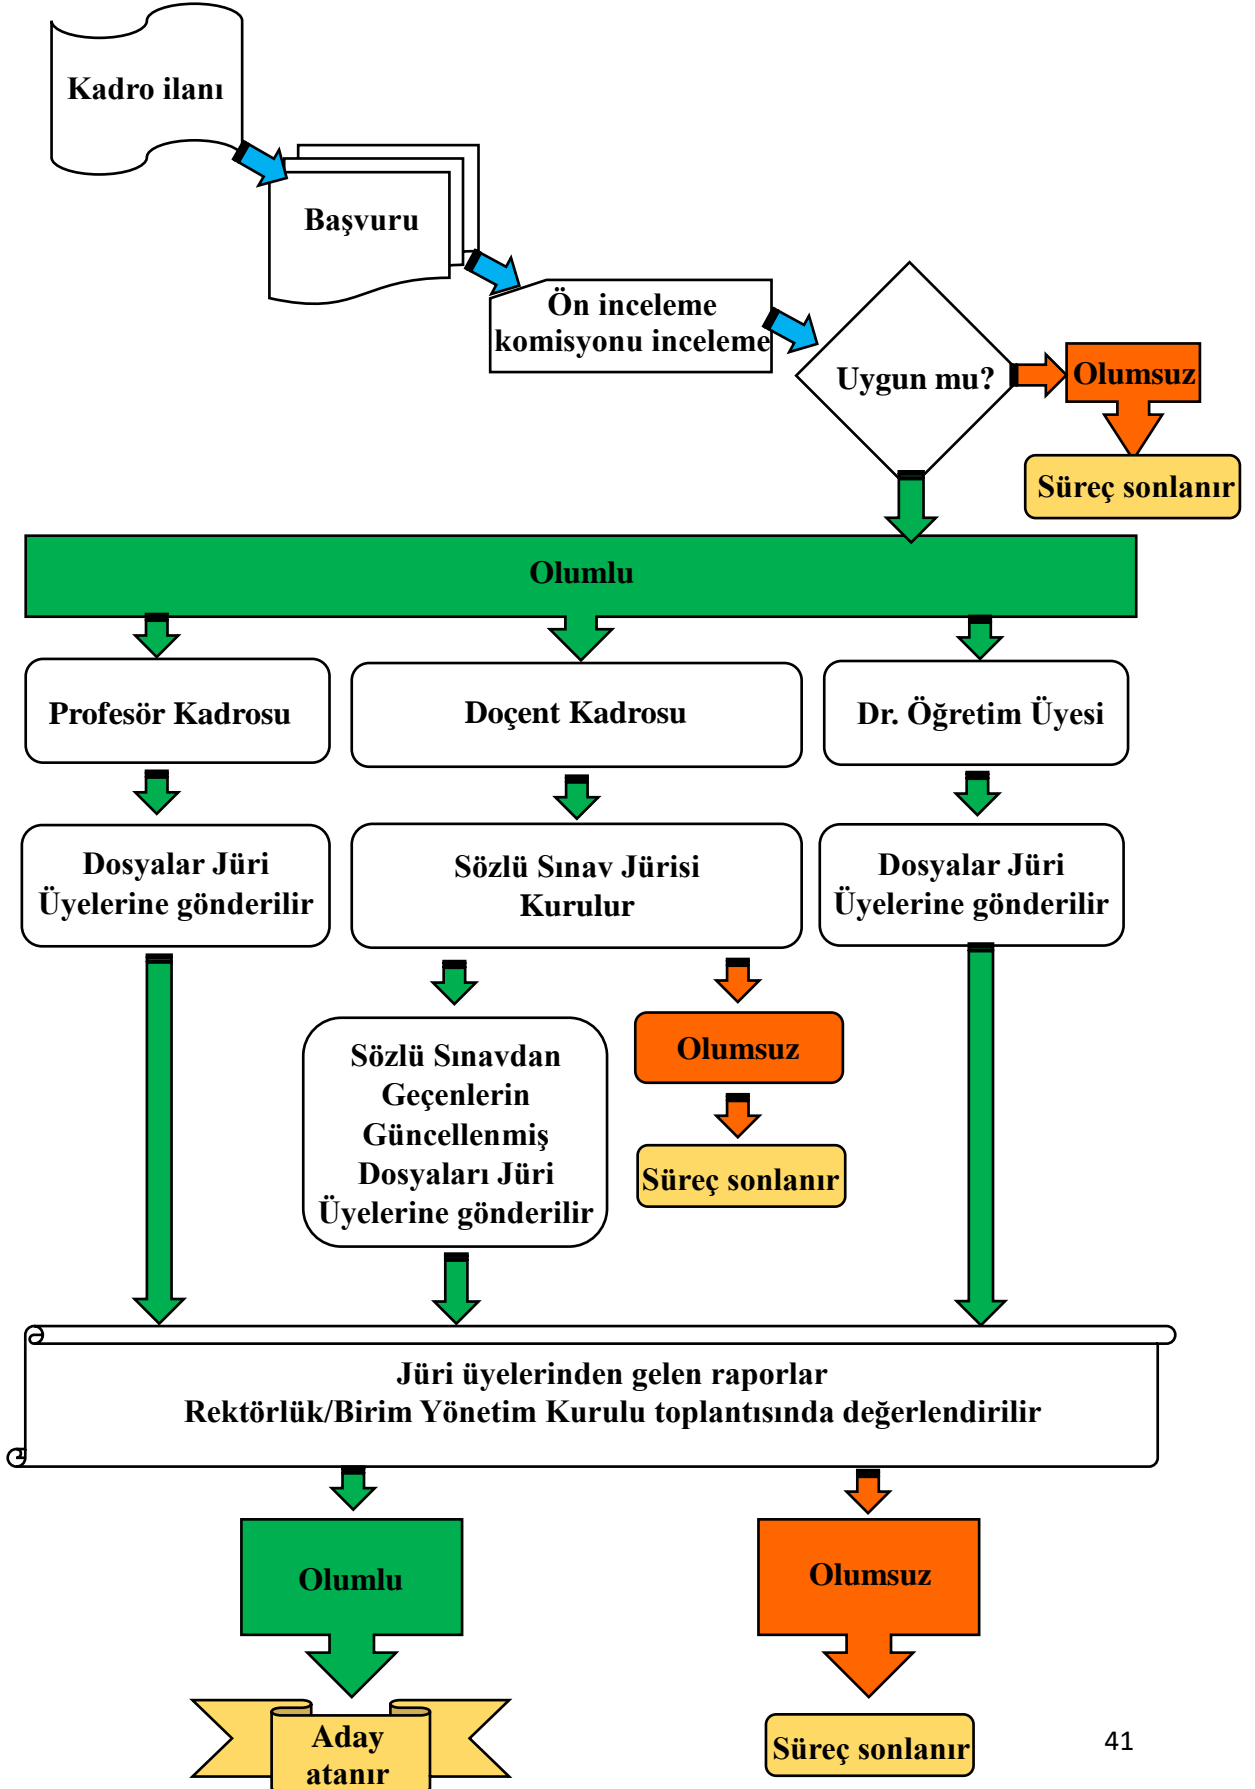 Kadro ilanı
Başvuru
Ön inceleme
komisyonu inceleme
Uygun mu?
Olumsuz
Süreç sonlanır
Olumlu
Profesör Kadrosu
Doçent Kadrosu
Dr. Öğretim Üyesi
Dosyalar Jüri
Üyelerine gönderilir
Sözlü Sınav Jürisi
Kurulur
Dosyalar Jüri
Üyelerine gönderilir
Sözlü Sınavdan
Geçenlerin
Güncellenmiş
Dosyaları Jüri
Üyelerine gönderilir
Olumsuz
Süreç sonlanır
Jüri üyelerinden gelen raporlar
Rektörlük/Birim Yönetim Kurulu toplantısında değerlendirilir
Olumlu
Olumsuz
Aday
atanır
Süreç sonlanır
41